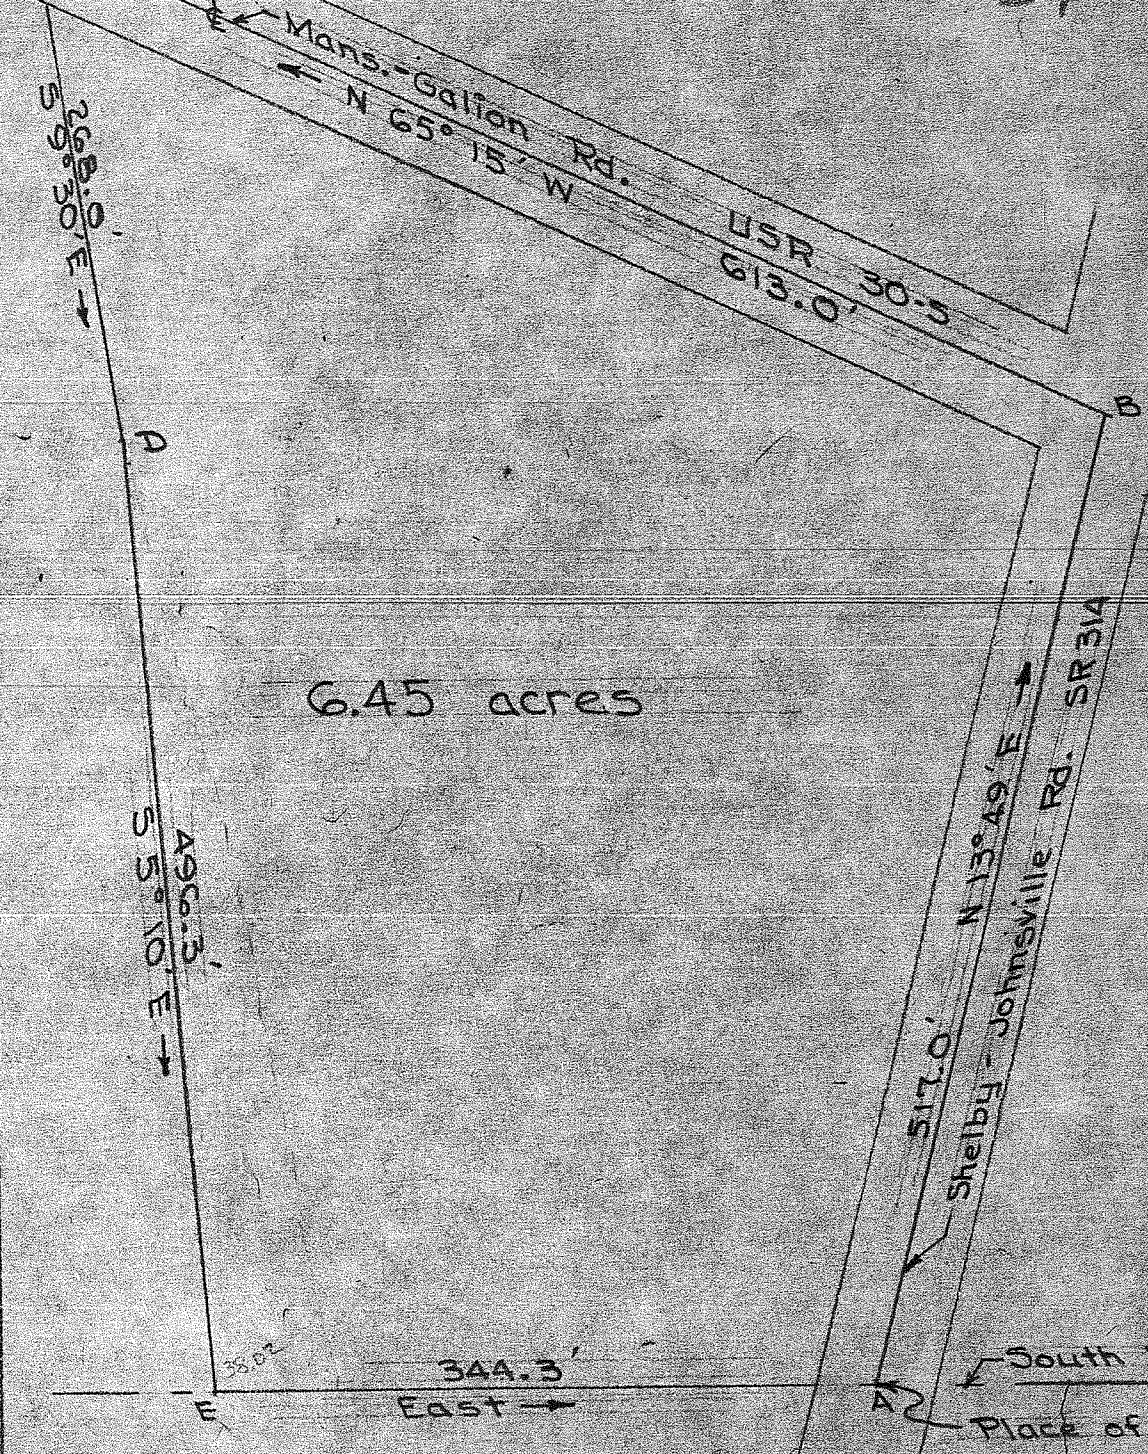 ℄
Mans.-Galion Rd. USR 30-S
N 65° 15' W 613.0'
268.0'
S 9° 30' E
D
B
6.45 acres
496.3'
S 5° 10' E
N 13° 49' E
517.0'
Shelby - Johnsville Rd. SR 314
38.02
344.3'
East
E
A
South
Place of